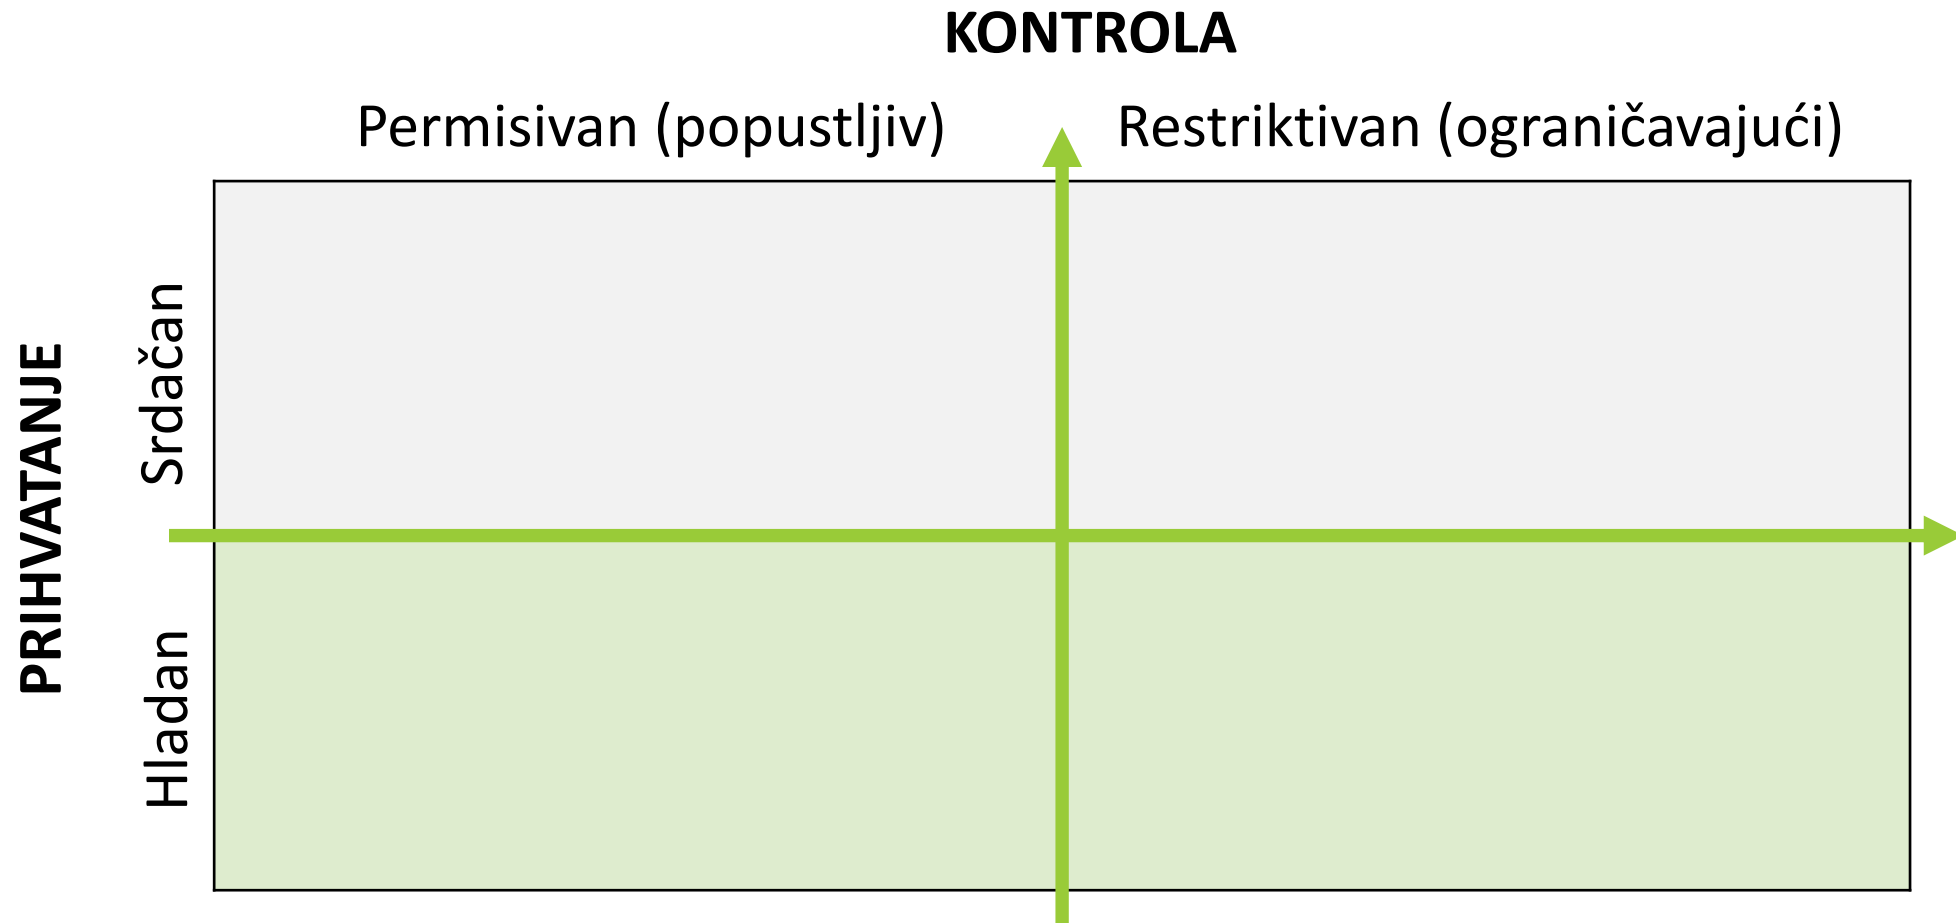 KONTROLA
Permisivan (popustljiv)
Restriktivan (ograničavajući)
PRIHVATANJE
Srdačan
Hladan